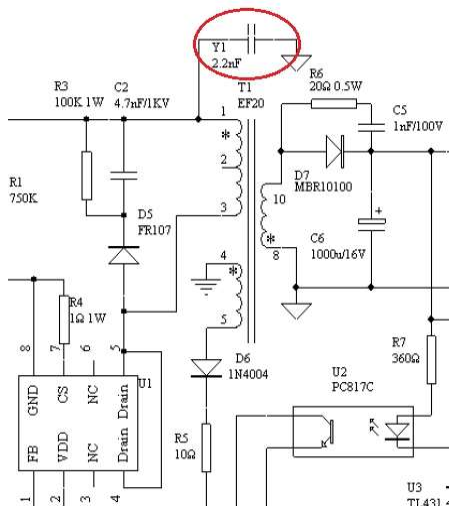 Y1
2.2nF
T1
EF20
R3
100K 1W
C2
4.7nF/1KV
R6
20Ω 0.5W
C5
1nF/100V
1
*
2
3
R1
750K
D5
FR107
D7
MBR10100
10
*
8
C6
+
1000u/16V
4
*
5
R4
1Ω 1W
D6
1N4004
R7
360Ω
U2
PC817C
8
7
6
5
U1
GND
CS
NC
Drain
FB
VDD
NC
Drain
1
2
3
4
R5
10Ω
U3
TL431